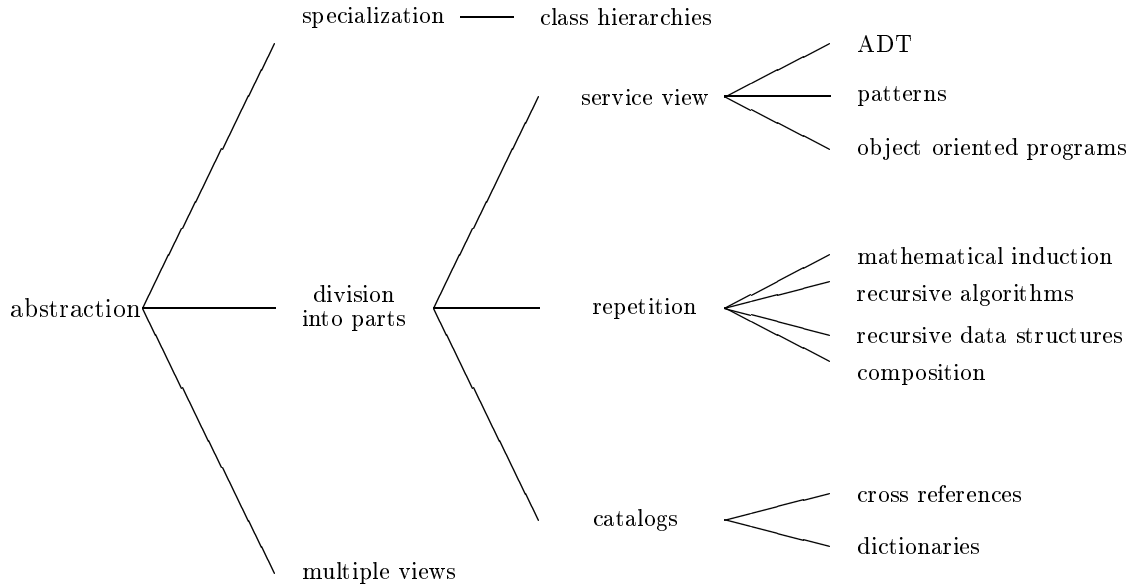 specialization
class hierarchies
ADT
service view
patterns
object oriented programs
mathematical induction
recursive algorithms
abstraction
division
into parts
repetition
recursive data structures
composition
cross references
catalogs
dictionaries
multiple views